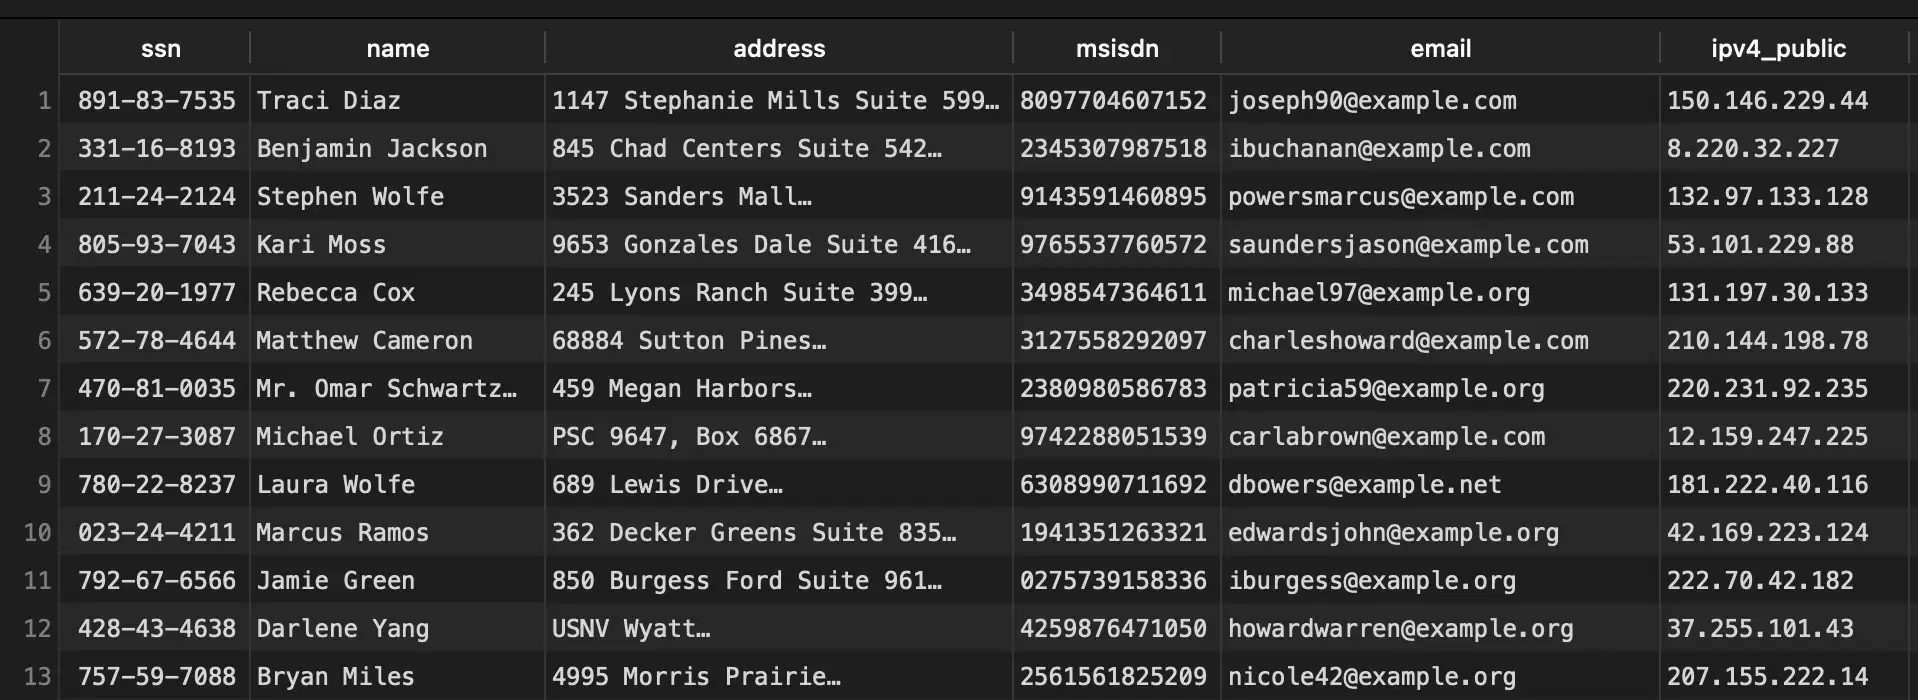 ssn name address msisdn email ipv4_public
1 891-83-7535 Traci Diaz 1147 Stephanie Mills Suite 599… 8097704607152 joseph90@example.com 150.146.229.44
2 331-16-8193 Benjamin Jackson 845 Chad Centers Suite 542… 2345307987518 ibuchanan@example.com 8.220.32.227
3 211-24-2124 Stephen Wolfe 3523 Sanders Mall… 9143591460895 powersmarcus@example.com 132.97.133.128
4 805-93-7043 Kari Moss 9653 Gonzales Dale Suite 416… 9765537760572 saundersjason@example.com 53.101.229.88
5 639-20-1977 Rebecca Cox 245 Lyons Ranch Suite 399… 3498547364611 michael97@example.org 131.197.30.133
6 572-78-4644 Matthew Cameron 68884 Sutton Pines… 3127558292097 charleshoward@example.com 210.144.198.78
7 470-81-0035 Mr. Omar Schwartz… 459 Megan Harbors… 2380980586783 patricia59@example.org 220.231.92.235
8 170-27-3087 Michael Ortiz PSC 9647, Box 6867… 9742288051539 carlabrown@example.com 12.159.247.225
9 780-22-8237 Laura Wolfe 689 Lewis Drive… 6308990711692 dbowers@example.net 181.222.40.116
10 023-24-4211 Marcus Ramos 362 Decker Greens Suite 835… 1941351263321 edwardsjohn@example.org 42.169.223.124
11 792-67-6566 Jamie Green 850 Burgess Ford Suite 961… 0275739158336 iburgess@example.org 222.70.42.182
12 428-43-4638 Darlene Yang USNV Wyatt… 4259876471050 howardwarren@example.org 37.255.101.43
13 757-59-7088 Bryan Miles 4995 Morris Prairie… 2561561825209 nicole42@example.org 207.155.222.14